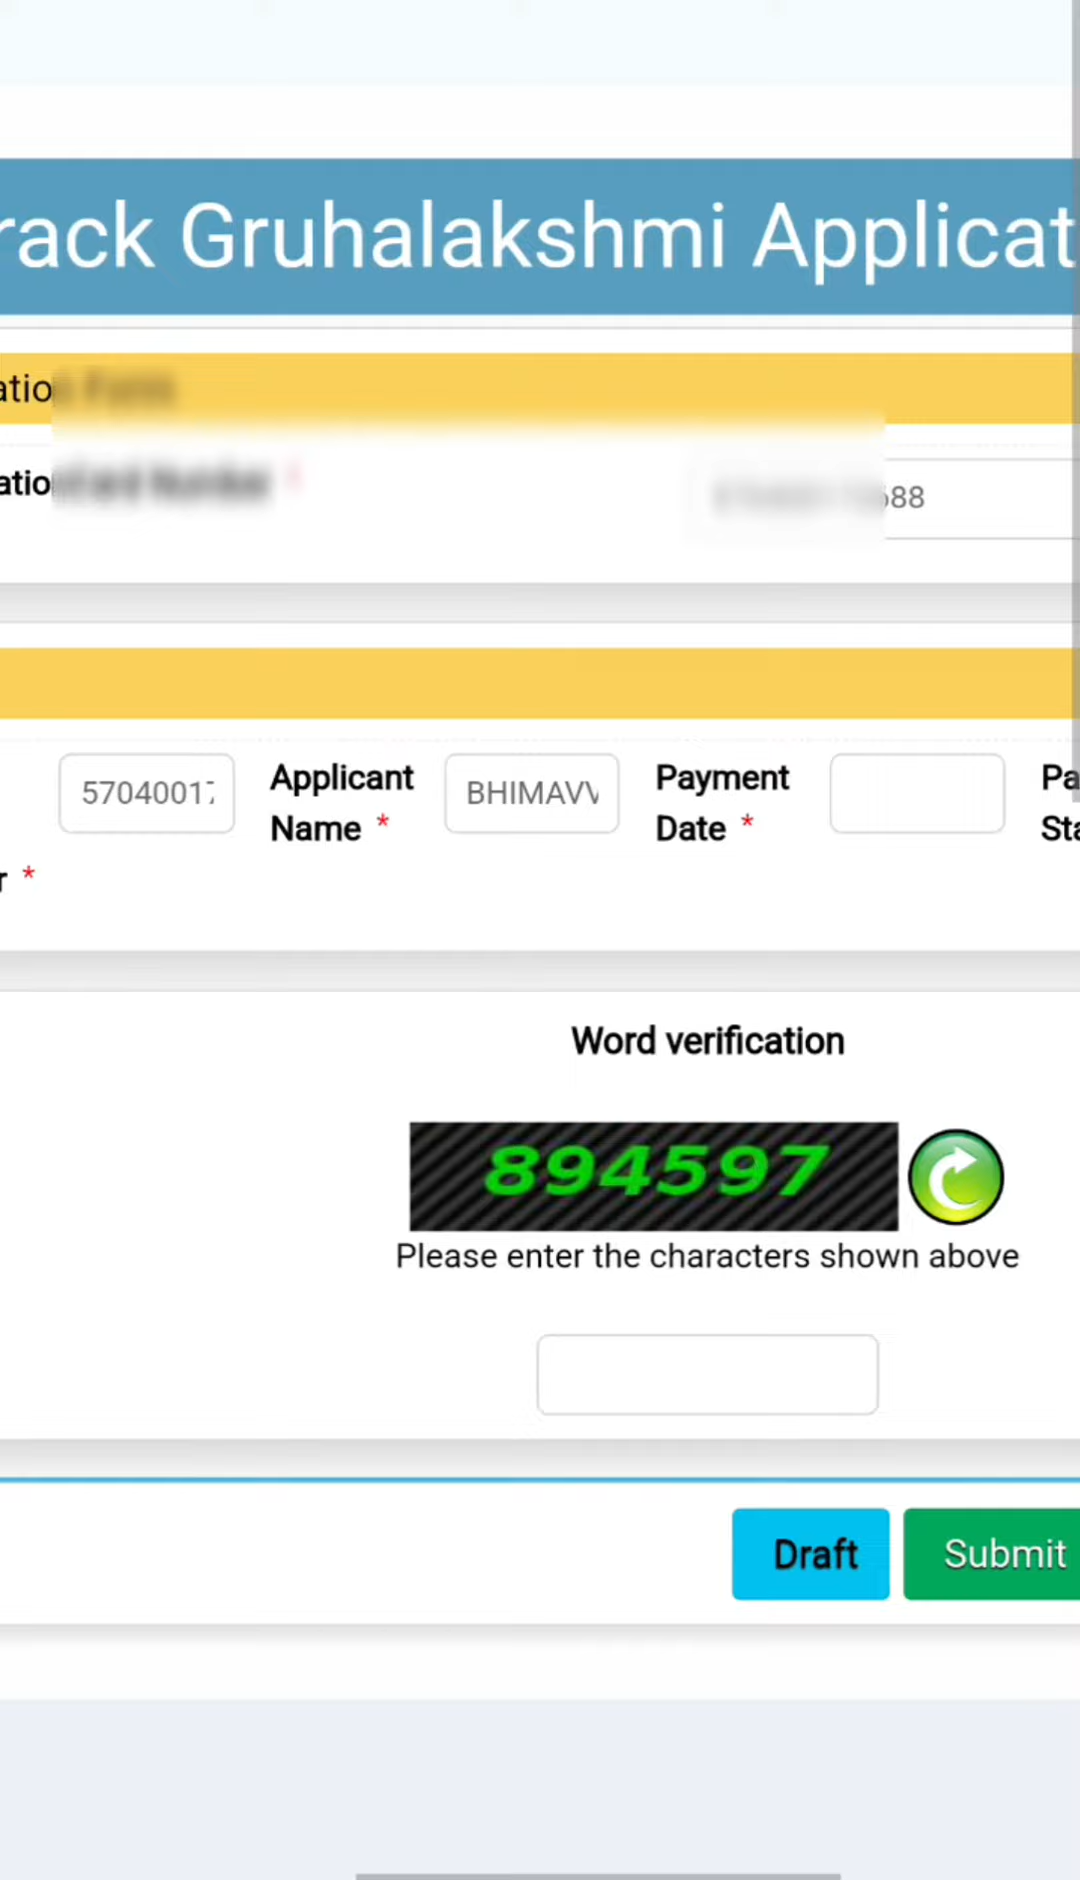 rack Gruhalakshmi Applicat
atio
atio
688
57040017
Applicant
Name *
BHIMAVV
Payment
Date *
Pa
Sta
r *
Word verification
894597
Please enter the characters shown above
Draft
Submit